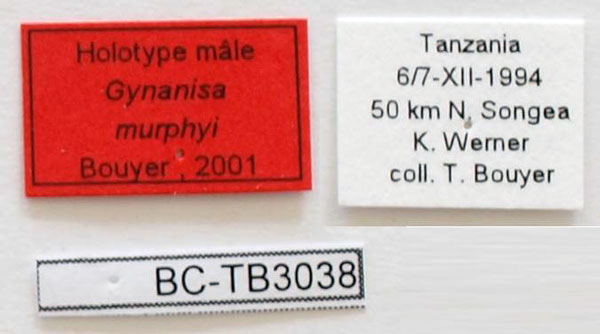 Holotype mâle
Gynanisa
murphyi
Bouyer, 2001
Tanzania
6/7-XII-1994
50 km N. Songea
K. Werner
coll. T. Bouyer
BC-TB3038